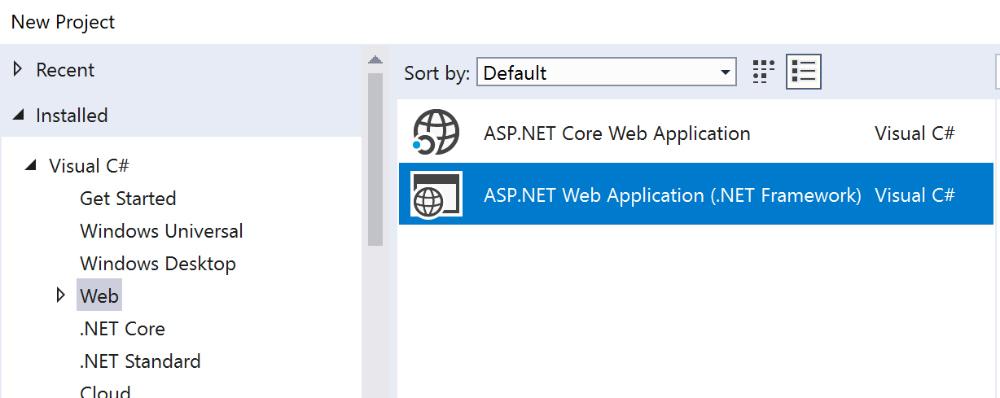 New Project
Recent
Installed
Visual C#
Get Started
Windows Universal
Windows Desktop
Web
.NET Core
.NET Standard
Cloud
Sort by: Default
ASP.NET Core Web Application Visual C#
ASP.NET Web Application (.NET Framework) Visual C#